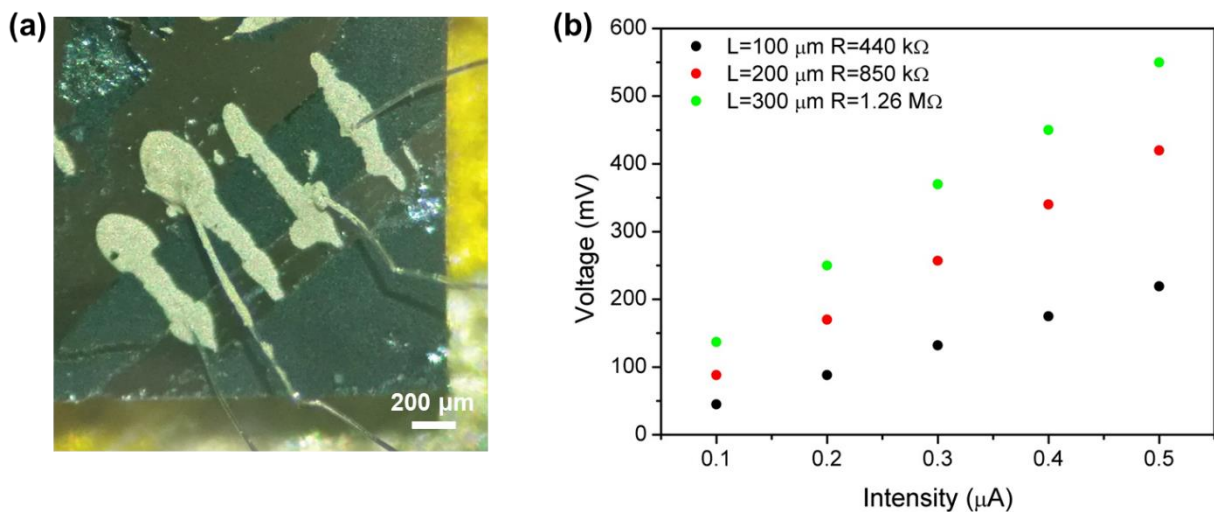 (a)
200 μm
(b)
L=100 μm R=440 kΩ
L=200 μm R=850 kΩ
L=300 μm R=1.26 MΩ
Voltage (mV)
600
500
400
300
200
100
0
0.1 0.2 0.3 0.4 0.5
Intensity (μA)